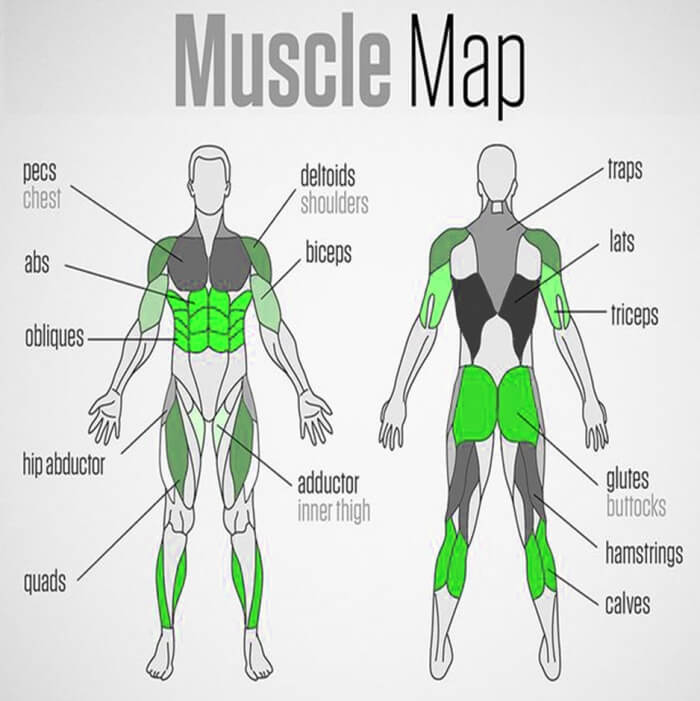 Muscle Map
pecs
chest
abs
obliques
hip abductor
quads
deltoids
shoulders
biceps
adductor
inner thigh
traps
lats
triceps
glutes
buttocks
hamstrings
calves